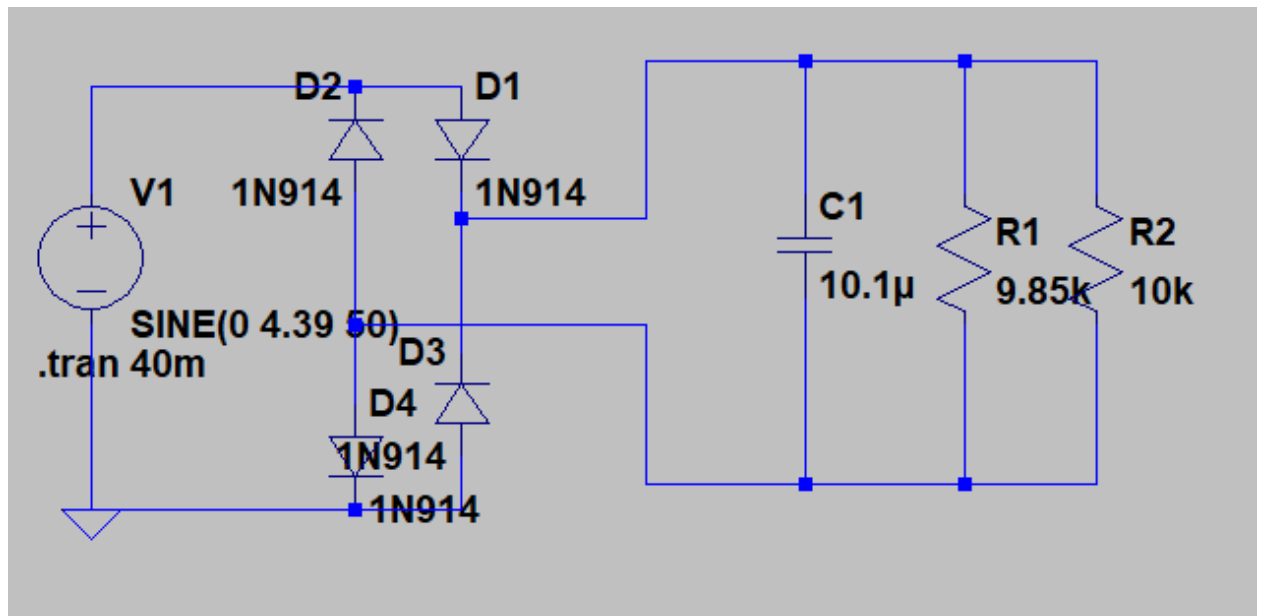 D2
D1
1N914
1N914
V1
C1
10.1µ
R1
9.85k
R2
10k
SINE(0 4.39 50)
.tran 40m
D3
D4
1N914
1N914